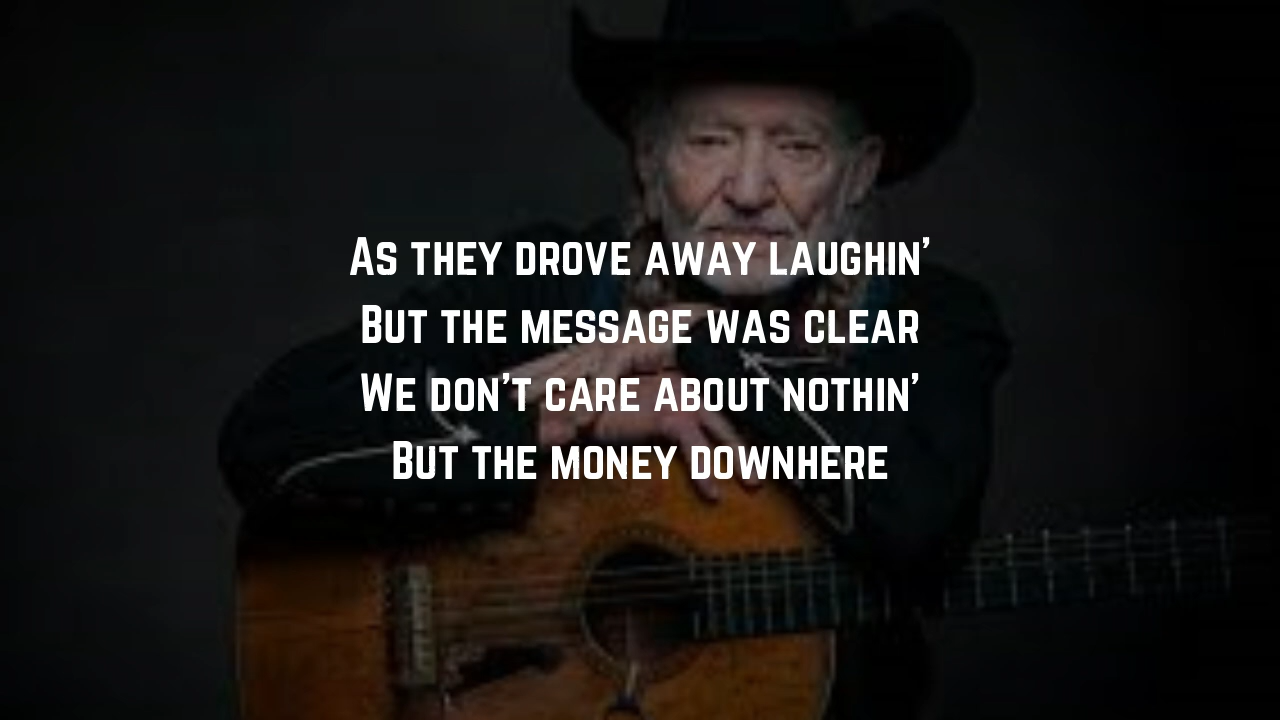 As they drove away laughin'
But the message was clear
We don't care about nothin'
But the money downhere